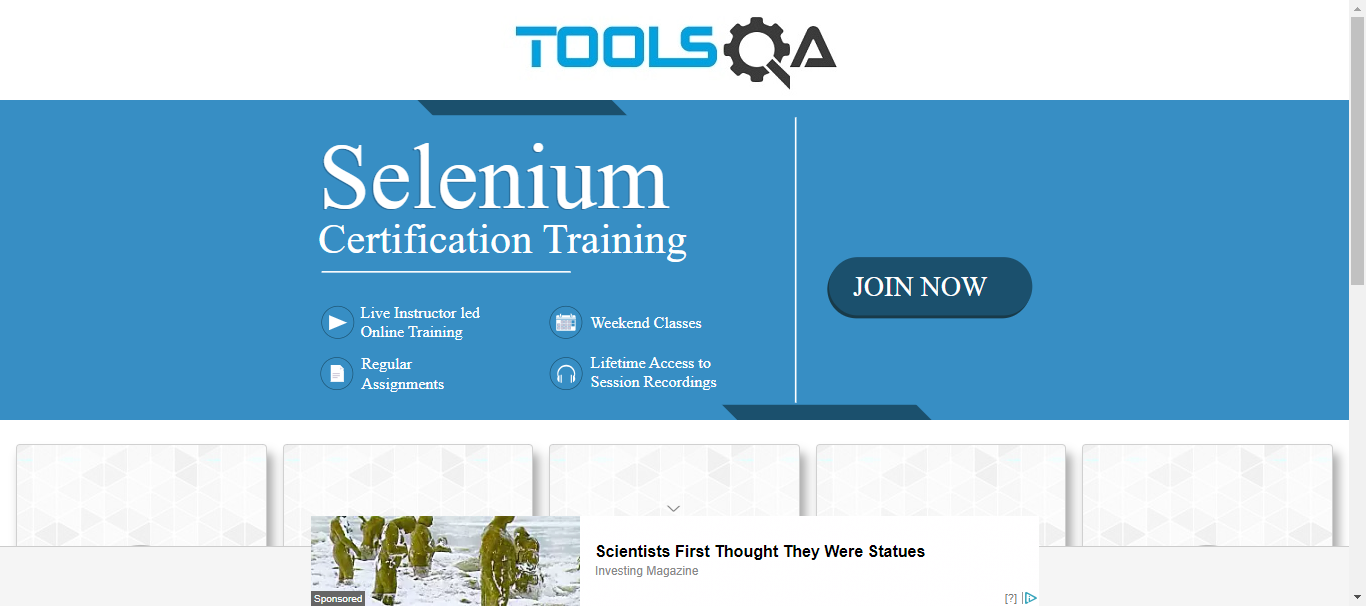 TOOLSQA
Selenium
Certification Training
JOIN NOW
Live Instructor led
Online Training
Weekend Classes
Regular
Assignments
Lifetime Access to
Session Recordings
Scientists First Thought They Were Statues
Investing Magazine
Sponsored
[?]